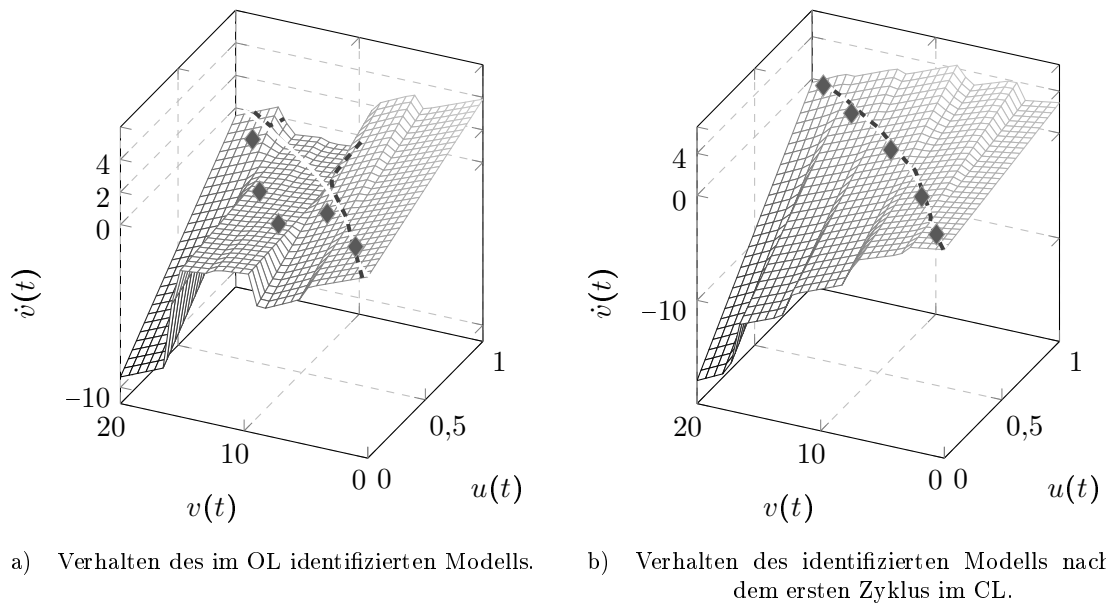 4
2
0
−10
v̇(t)
20
10
0
v(t)
0
0,5
1
u(t)
4
0
−10
v̇(t)
20
10
0
v(t)
0
0,5
1
u(t)
a) Verhalten des im OL identifizierten Modells.
b) Verhalten des identifizierten Modells nach
dem ersten Zyklus im CL.